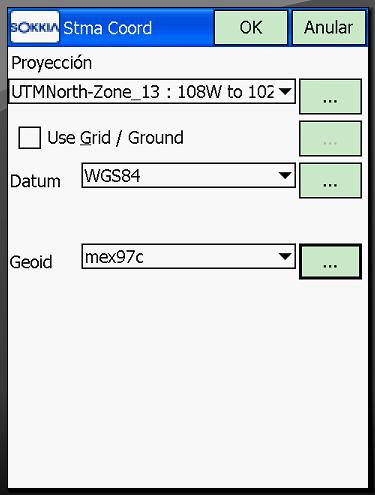 SOKKIA Stma Coord OK Anular
Proyección
UTMNorth-Zone_13 : 108W to 102 ...
Use Grid / Ground ...
Datum WGS84 ...
Geoid mex97c ...